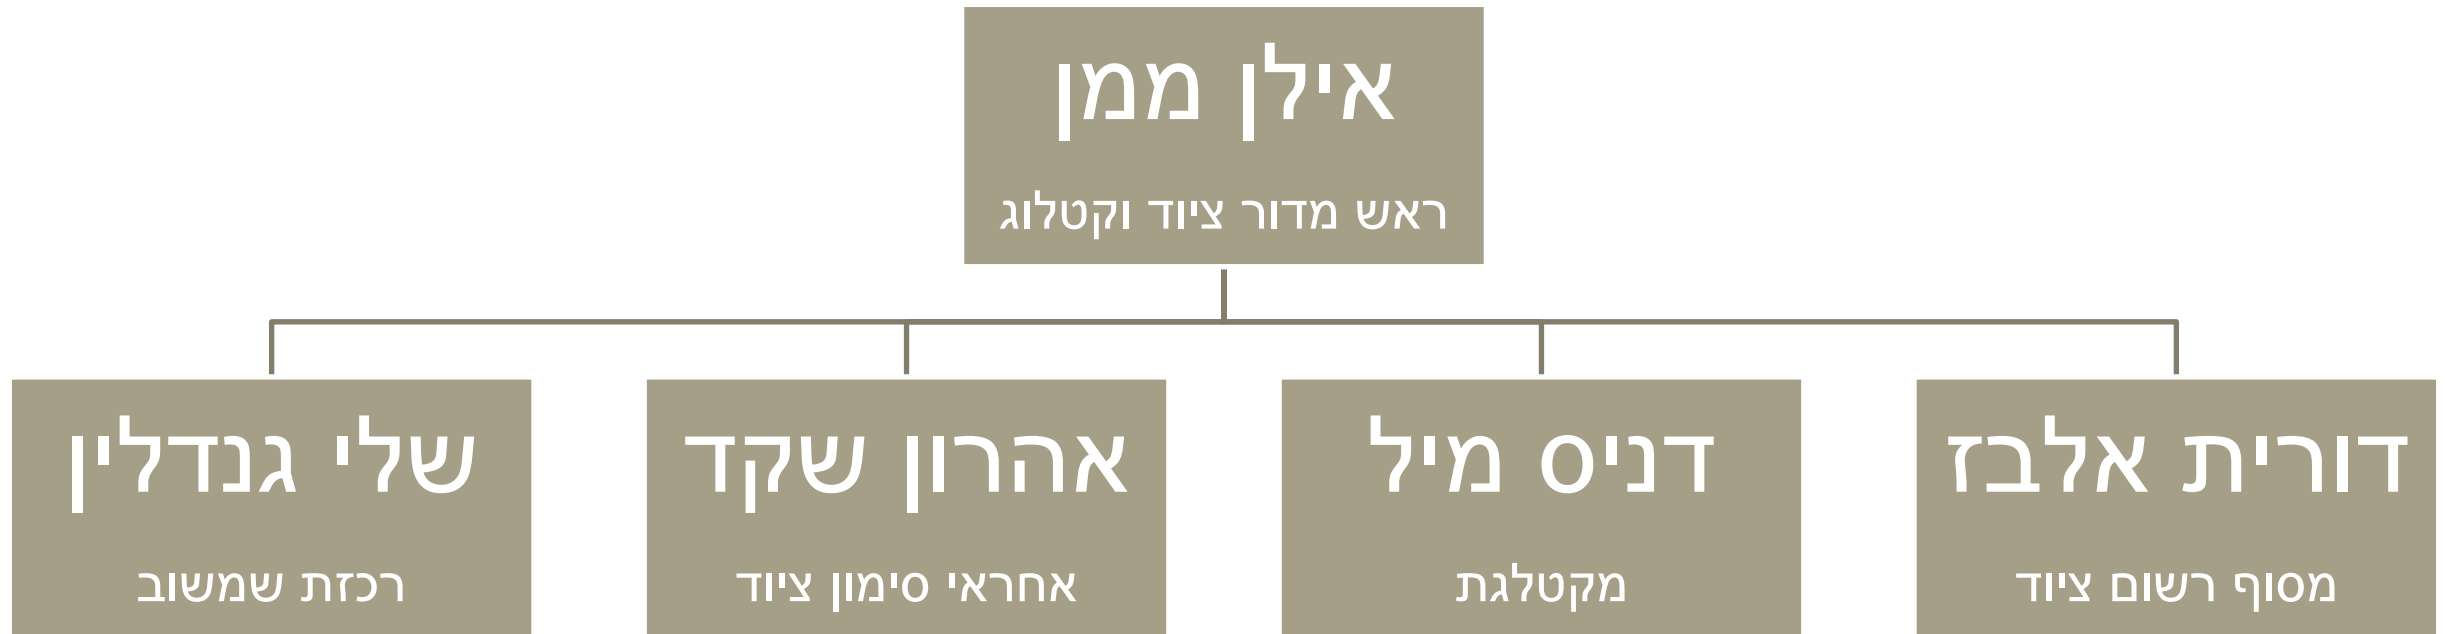 אילן ממן
ראש מדור ציוד וקטלוג
דורית אלבז
מסוף רשום ציוד
דניס מיל
מקטלגת
אהרון שקד
אחראי סימון ציוד
שלי גנדלין
רכזת שמשוב